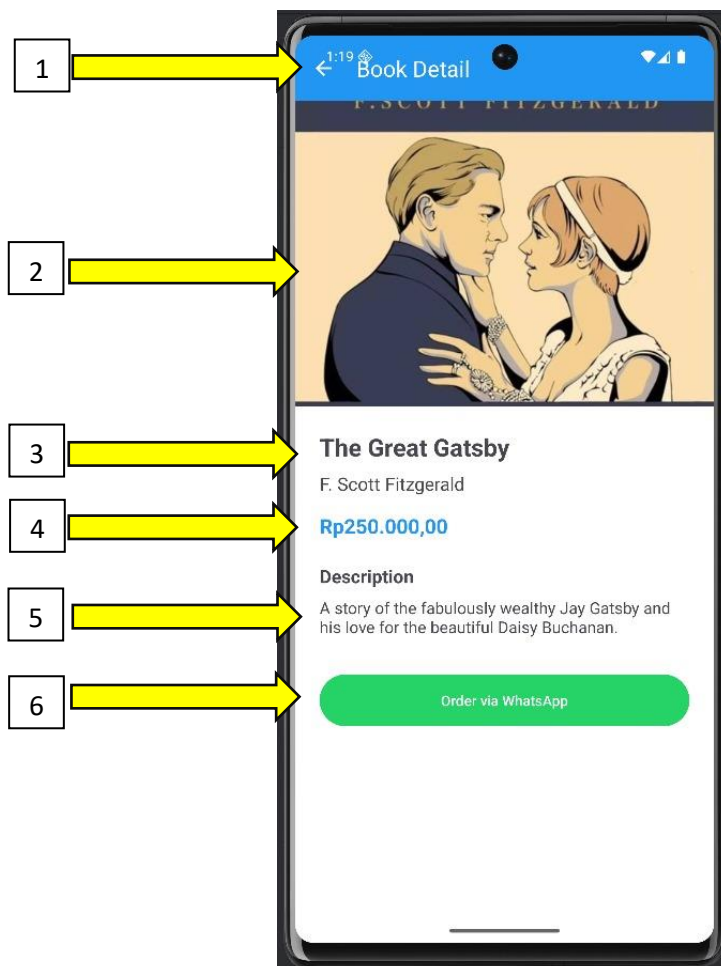 1
1:19
Book Detail
F. SCOTT FITZGERALD
2
3
The Great Gatsby
F. Scott Fitzgerald
4
Rp250.000,00
Description
5
A story of the fabulously wealthy Jay Gatsby and
his love for the beautiful Daisy Buchanan.
6
Order via WhatsApp